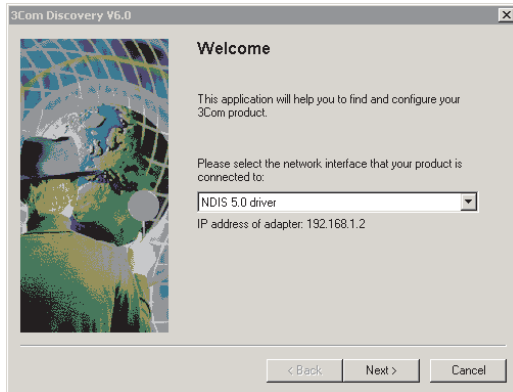 3Com Discovery V6.0
Welcome
This application will help you to find and configure your
3Com product.
Please select the network interface that your product is
connected to:
NDIS 5.0 driver
IP address of adapter: 192.168.1.2
< Back
Next >
Cancel